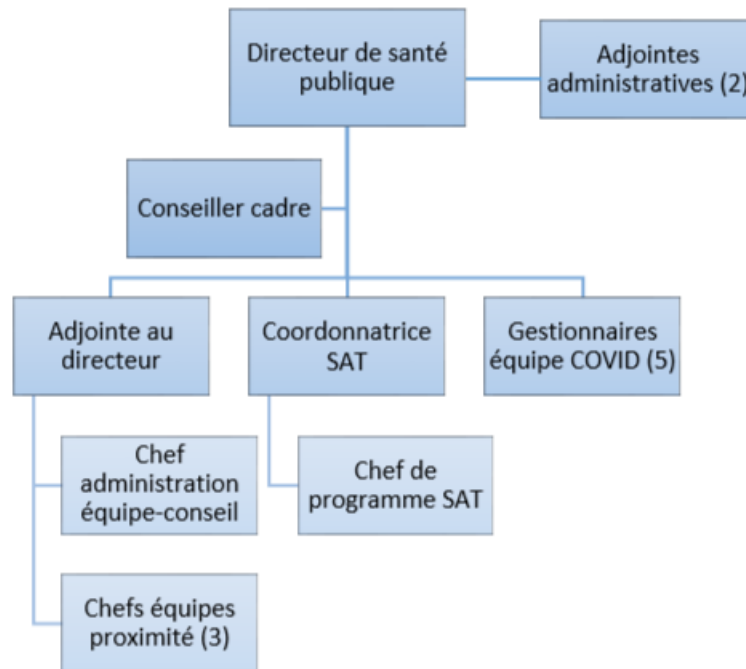 Directeur de santé
publique
Adjointes
administratives (2)
Conseiller cadre
Adjointe au
directeur
Coordonnatrice
SAT
Gestionnaires
équipe COVID (5)
Chef
administration
équipe-conseil
Chef de
programme SAT
Chefs équipes
proximité (3)